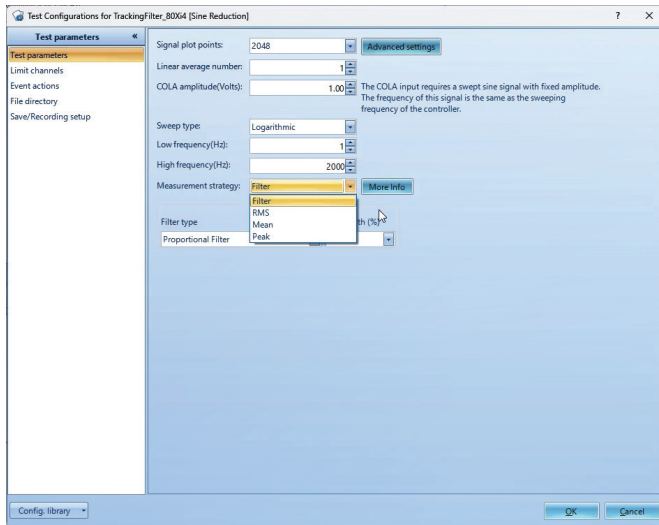 Test Configurations for TrackingFilter_80Xi4 [Sine Reduction]
?
X
Test parameters «
Test parameters
Limit channels
Event actions
File directory
Save/Recording setup
Signal plot points: 2048 Advanced settings
Linear average number: 1
COLA amplitude(Volts): 1.00 The COLA input requires a swept sine signal with fixed amplitude.
The frequency of this signal is the same as the sweeping
frequency of the controller.
Sweep type: Logarithmic
Low frequency(Hz): 1
High frequency(Hz): 2000
Measurement strategy: Filter More Info
Filter
RMS
Mean
Peak
Filter type th (%)
Proportional Filter
Config. library
OK Cancel